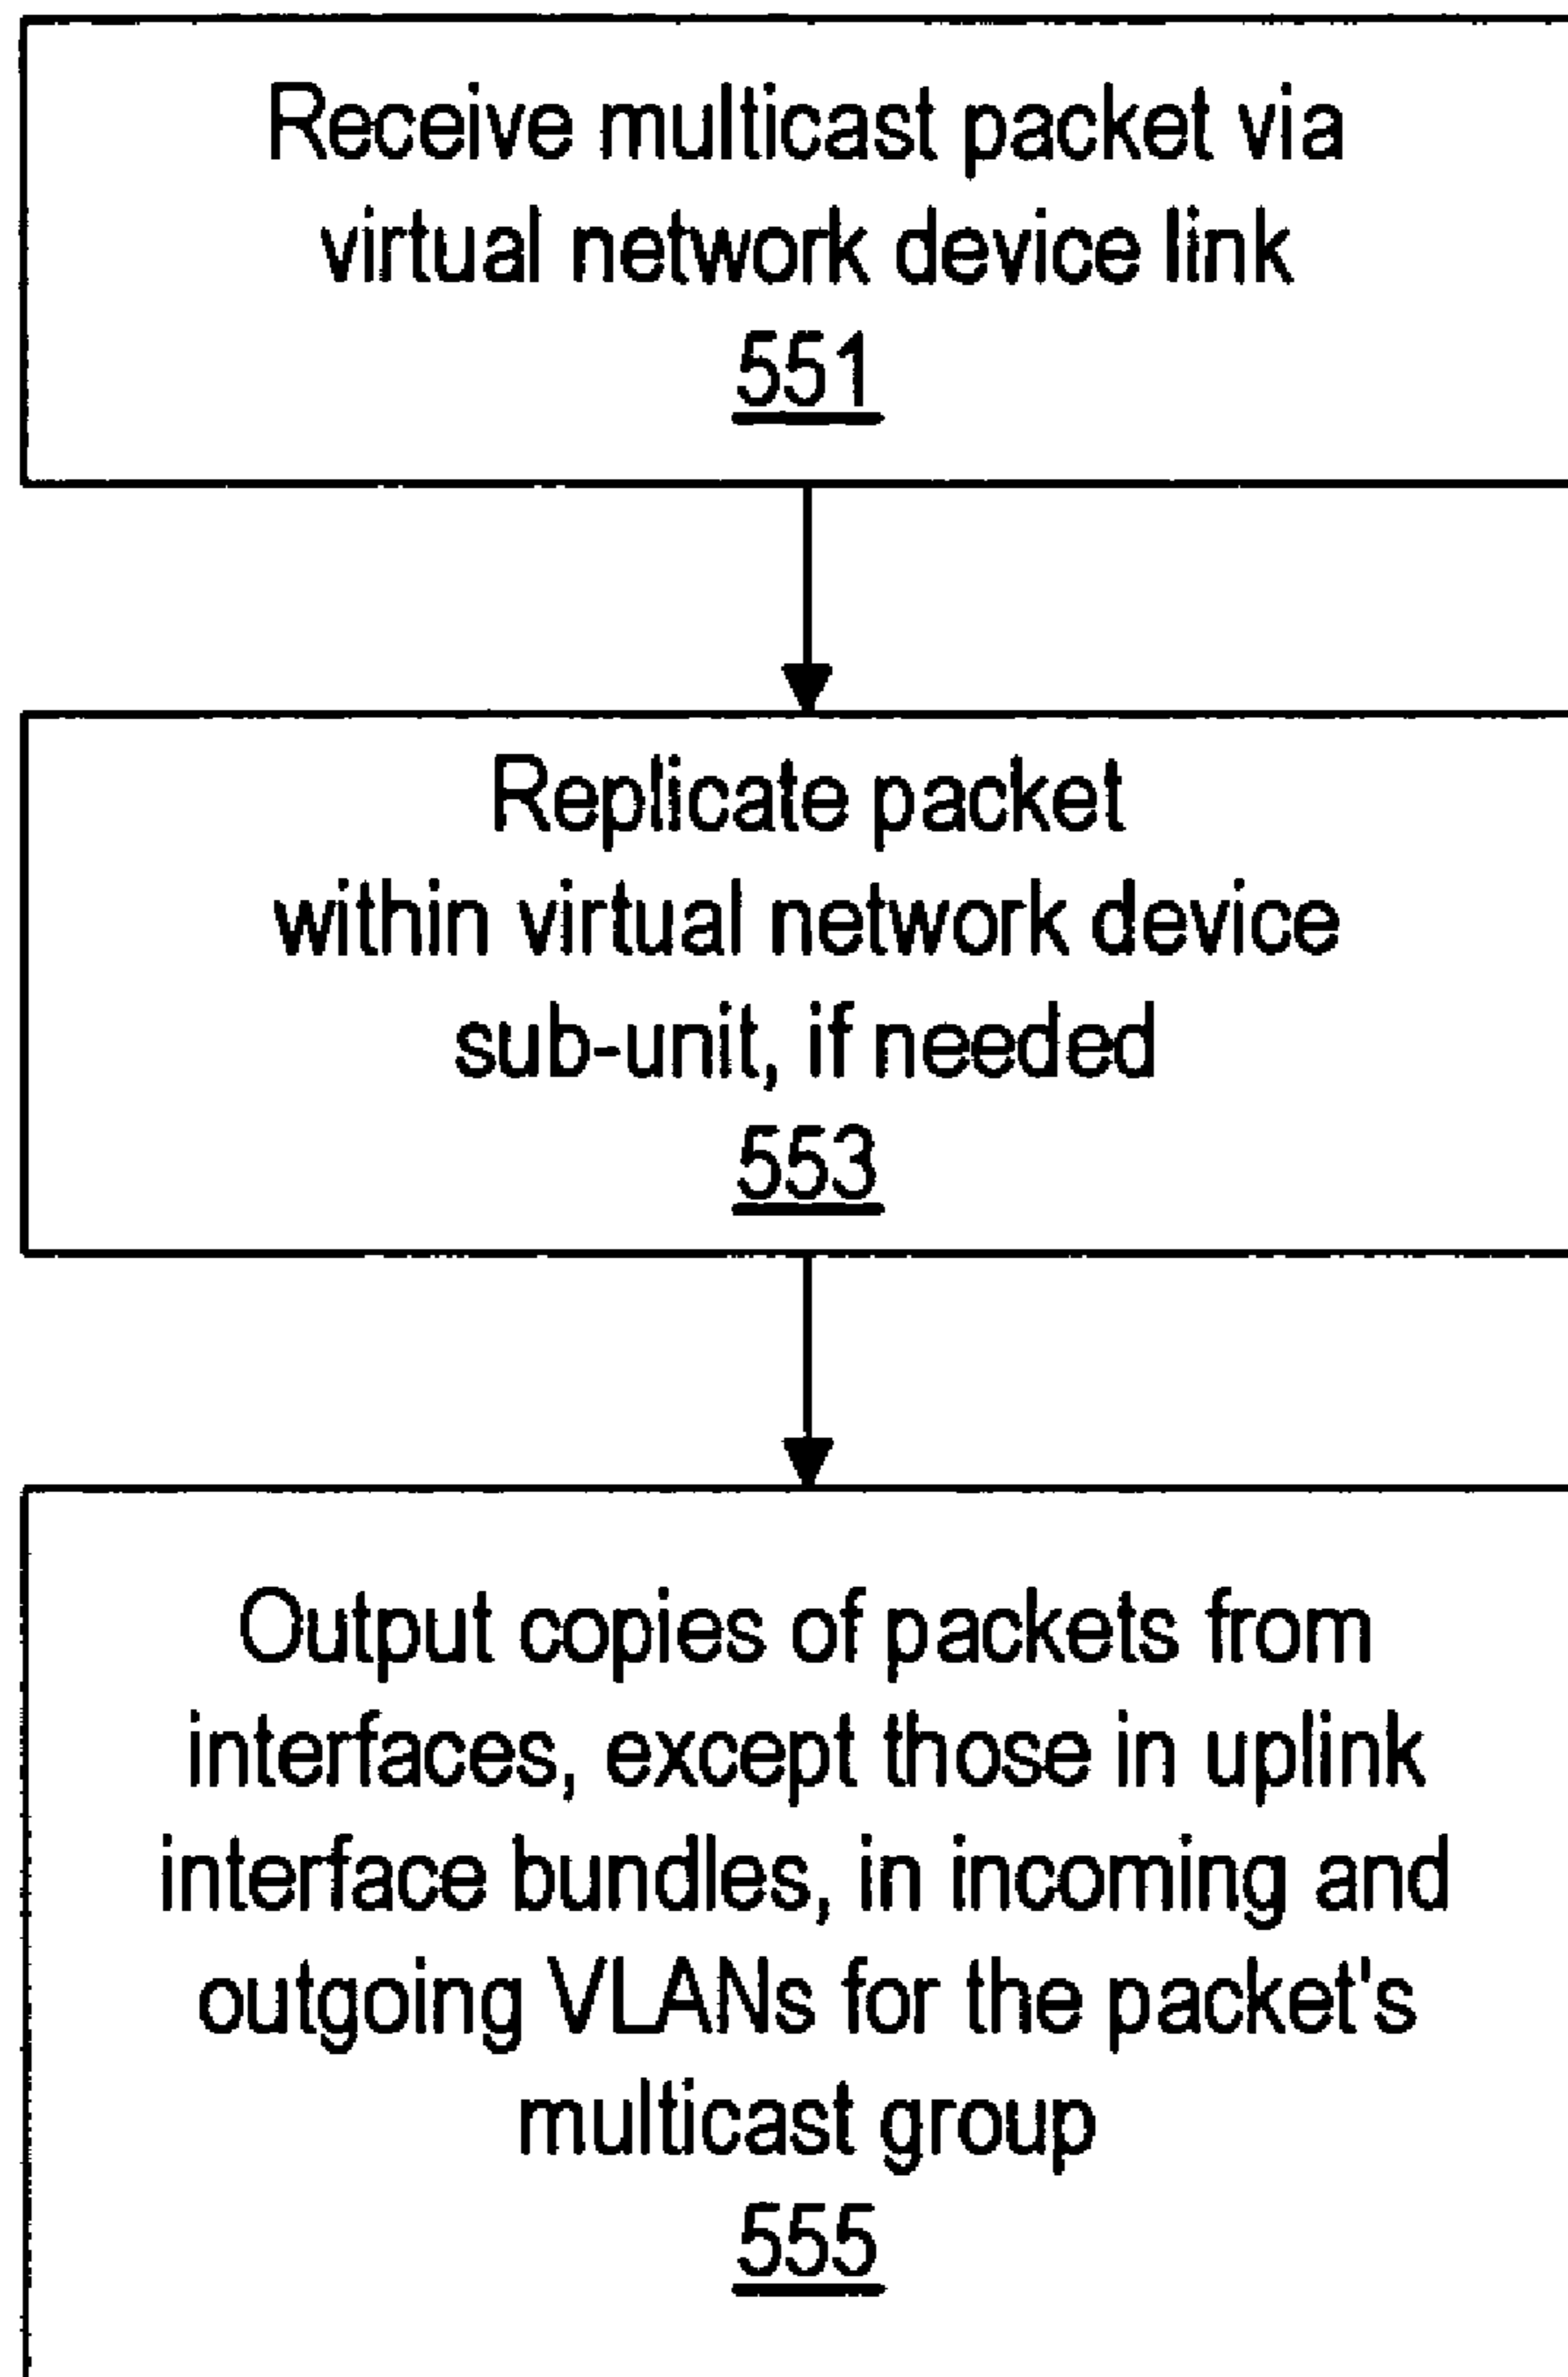 Receive multicast packet via
virtual network device link
551
Replicate packet
within virtual network device
sub-unit, if needed
553
Output copies of packets from
interfaces, except those in uplink
interface bundles, in incoming and
outgoing VLANs for the packet's
multicast group
555